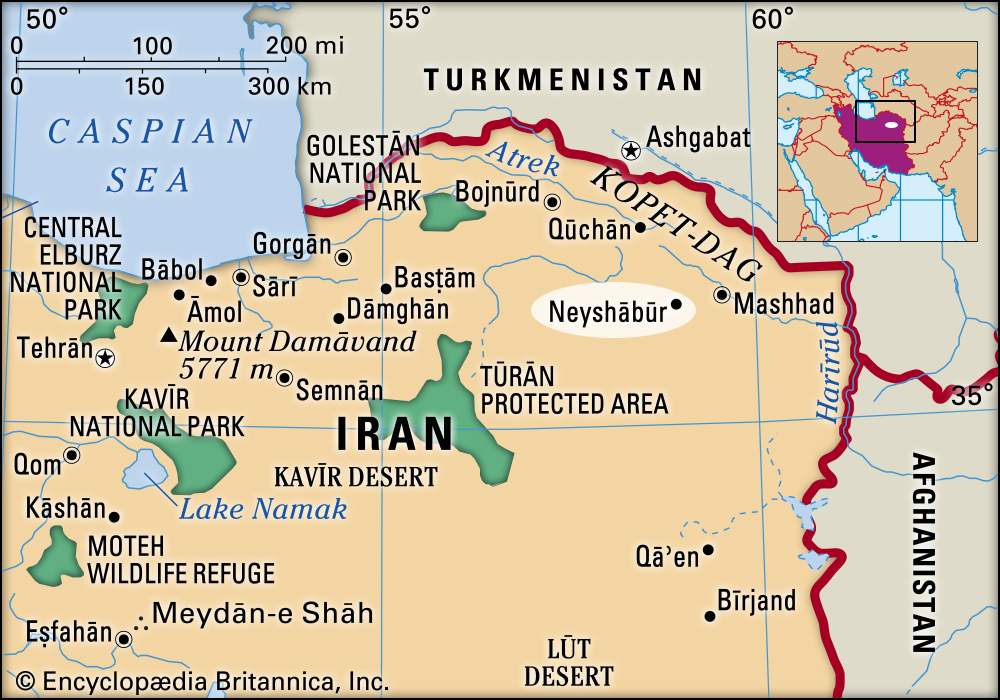 50°
55°
60°
0 100 200 mi
0 150 300 km
TURKMENISTAN
CASPIAN
SEA
GOLESTĀN
NATIONAL
PARK
Atrek
Ashgabat
Bojnūrd
KOPET-DAG
Qūchān
CENTRAL
ELBURZ
NATIONAL
PARK
Gorgān
Bābol
Sārī
Āmol
Basṭām
Dāmghān
Neyshābūr
Mashhad
Tehrān
Mount Damāvand
5771 m
Semnān
Harīrūd
35°
KAVĪR
NATIONAL PARK
TŪRĀN
PROTECTED AREA
IRAN
Qom
KAVĪR DESERT
Lake Namak
Kāshān
MOTEH
WILDLIFE REFUGE
AFGHANISTAN
Qāʾen
Bīrjand
Meydān-e Shāh
Eṣfahān
LŪT
DESERT
© Encyclopædia Britannica, Inc.